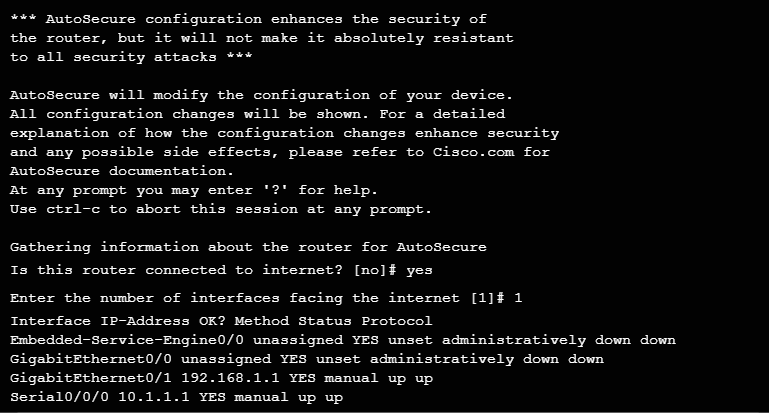 *** AutoSecure configuration enhances the security of
the router, but it will not make it absolutely resistant
to all security attacks ***
AutoSecure will modify the configuration of your device.
All configuration changes will be shown. For a detailed
explanation of how the configuration changes enhance security
and any possible side effects, please refer to Cisco.com for
AutoSecure documentation.
At any prompt you may enter '?' for help.
Use ctrl-c to abort this session at any prompt.
Gathering information about the router for AutoSecure
Is this router connected to internet? [no]# yes
Enter the number of interfaces facing the internet [1]# 1
Interface IP-Address OK? Method Status Protocol
Embedded-Service-Engine0/0 unassigned YES unset administratively down down
GigabitEthernet0/0 unassigned YES unset administratively down down
GigabitEthernet0/1 192.168.1.1 YES manual up up
Serial0/0/0 10.1.1.1 YES manual up up